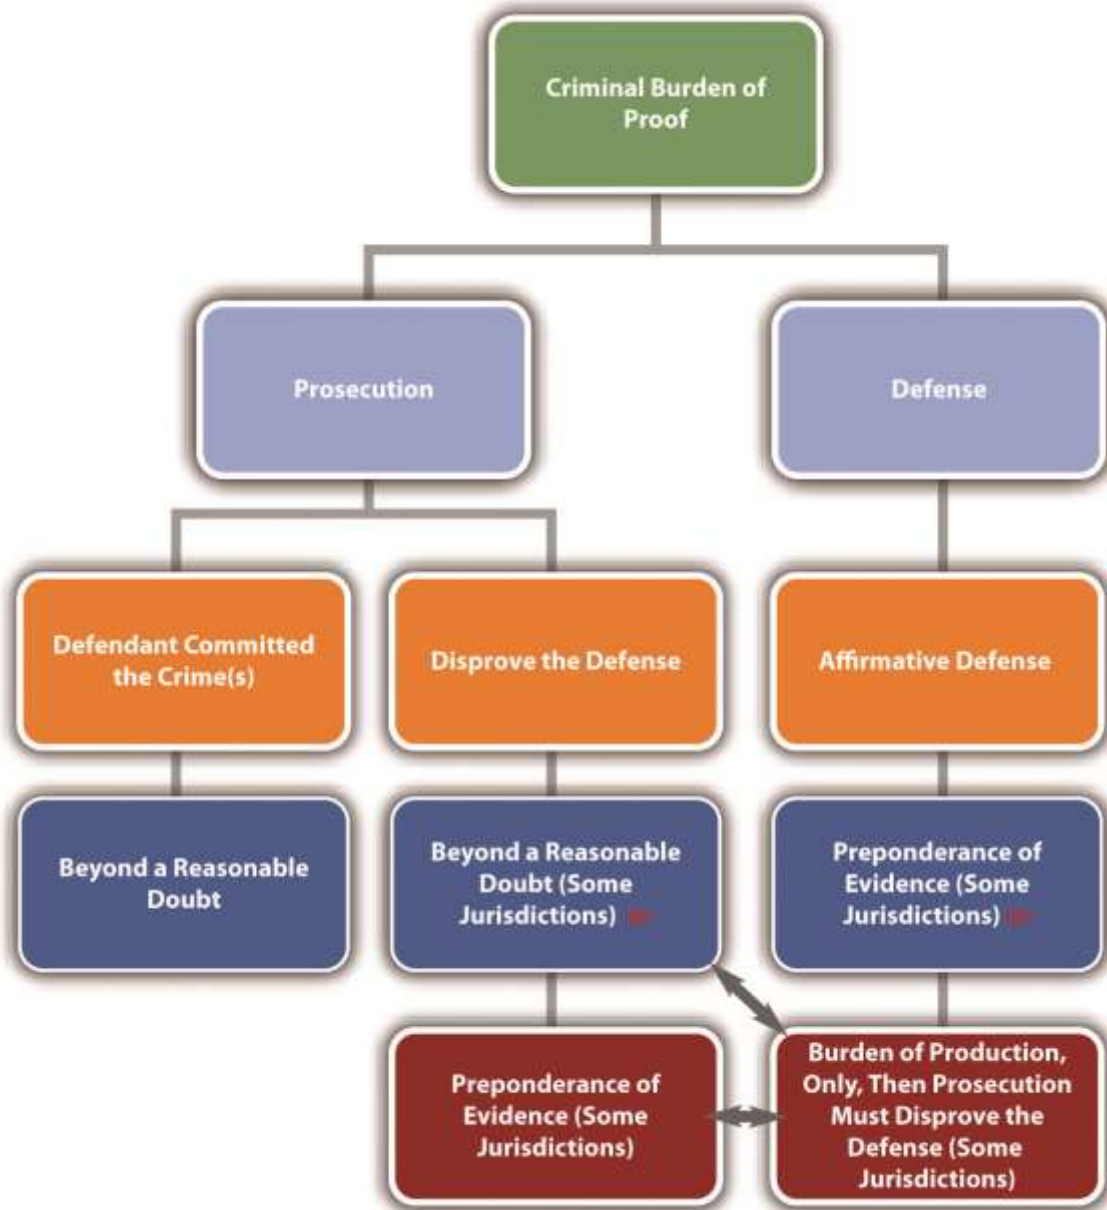 Criminal Burden of
Proof
Prosecution
Defense
Defendant Committed
the Crime(s)
Disprove the Defense
Affirmative Defense
Beyond a Reasonable
Doubt
Beyond a Reasonable
Doubt (Some
Jurisdictions)
Preponderance of
Evidence (Some
Jurisdictions)
Preponderance of
Evidence (Some
Jurisdictions)
Burden of Production,
Only, Then Prosecution
Must Disprove the
Defense (Some
Jurisdictions)